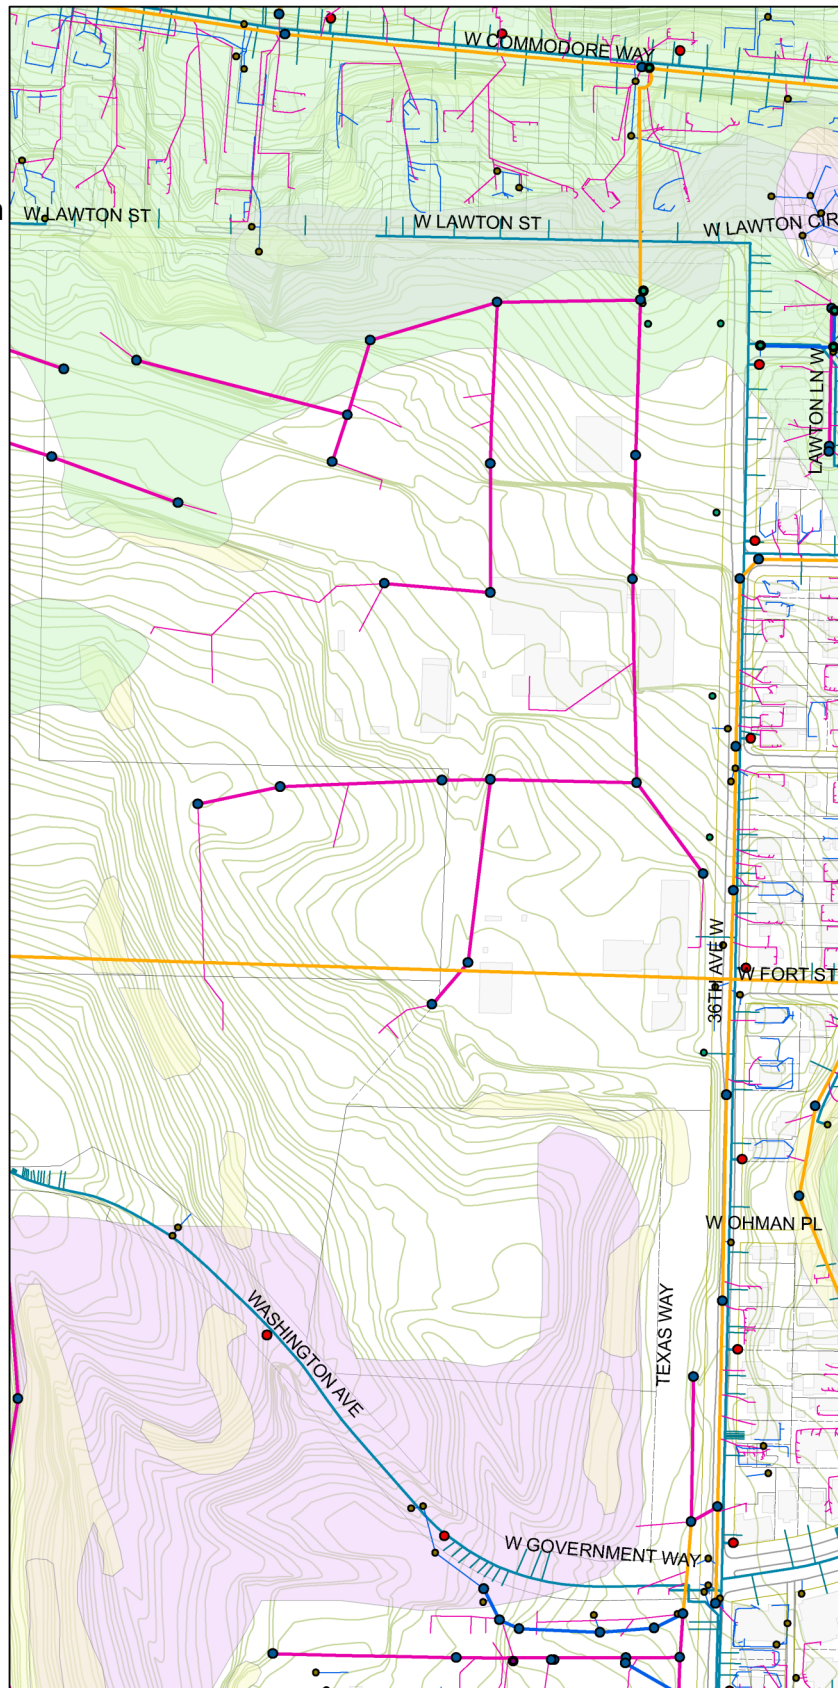 W COMMODORE WAY
W LAWTON ST
W LAWTON ST
W LAWTON CIR
LAWTON LN W
36TH AVE W
W FORT ST
W OHMAN PL
WASHINGTON AVE
TEXAS WAY
W GOVERNMENT WAY